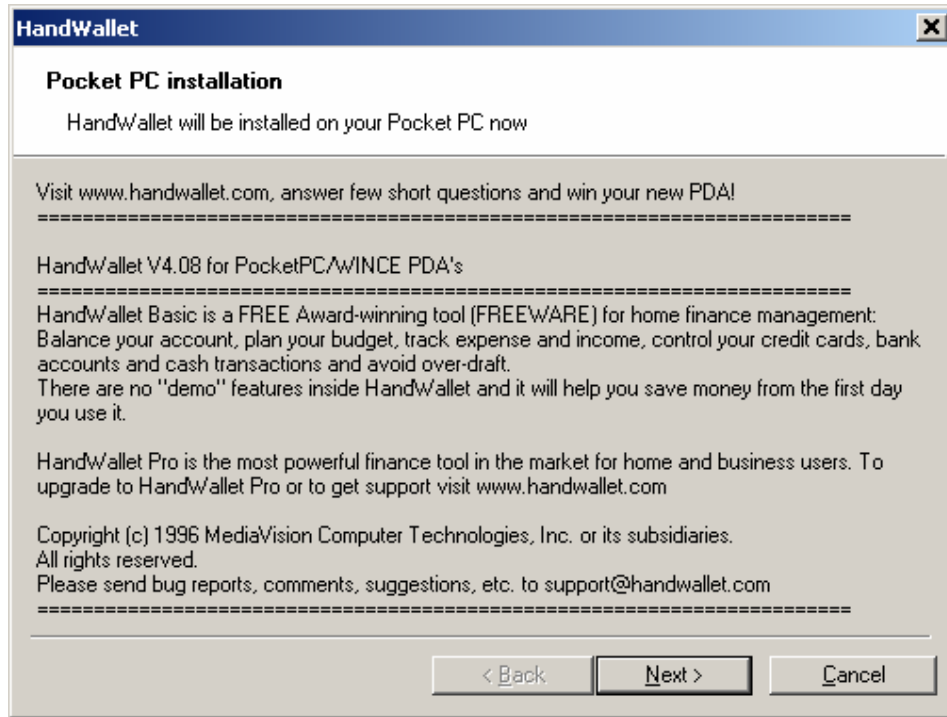 HandWallet
Pocket PC installation
HandWallet will be installed on your Pocket PC now
Visit www.handwallet.com, answer few short questions and win your new PDA!
=========================================================================
HandWallet V4.08 for PocketPC/WINCE PDA's
=========================================================================
HandWallet Basic is a FREE Award-winning tool (FREEWARE) for home finance management:
Balance your account, plan your budget, track expense and income, control your credit cards, bank
accounts and cash transactions and avoid over-draft.
There are no "demo" features inside HandWallet and it will help you save money from the first day
you use it.
HandWallet Pro is the most powerful finance tool in the market for home and business users. To
upgrade to HandWallet Pro or to get support visit www.handwallet.com
Copyright (c) 1996 MediaVision Computer Technologies, Inc. or its subsidiaries.
All rights reserved.
Please send bug reports, comments, suggestions, etc. to support@handwallet.com
=========================================================================
< Back Next > Cancel